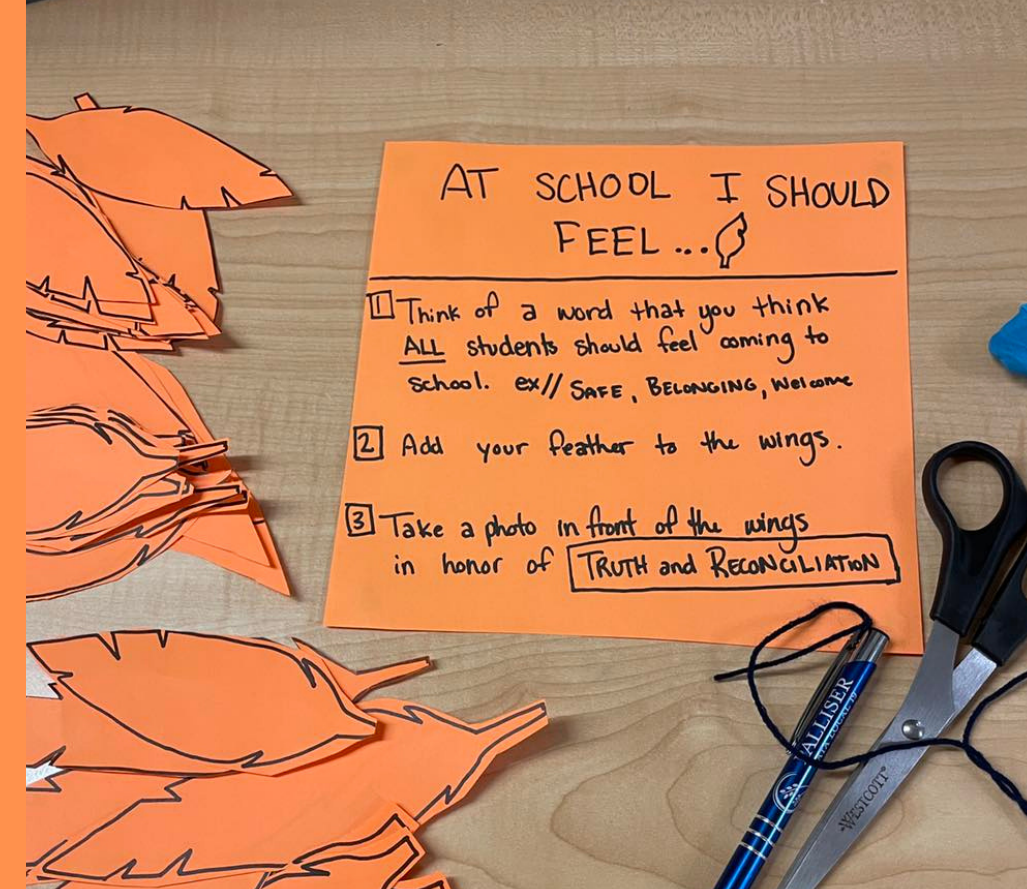 AT SCHOOL I SHOULD
FEEL...
1 Think of a word that you think
ALL students should feel coming to
school. ex// SAFE, BELONGING, Welcome
2 Add your feather to the wings.
3 Take a photo in front of the wings
in honor of TRUTH and RECONCILIATION
ALLISER
WESTCOTT